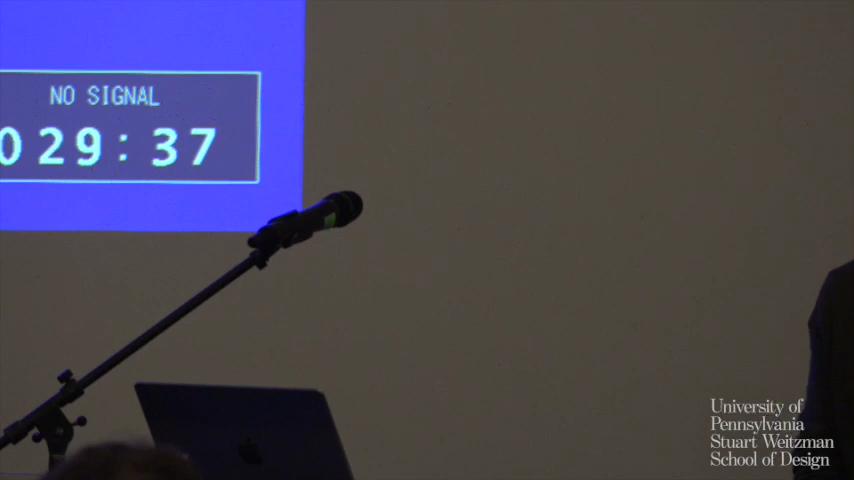 NO SIGNAL
029:37
University of
Pennsylvania
Stuart Weitzman
School of Design